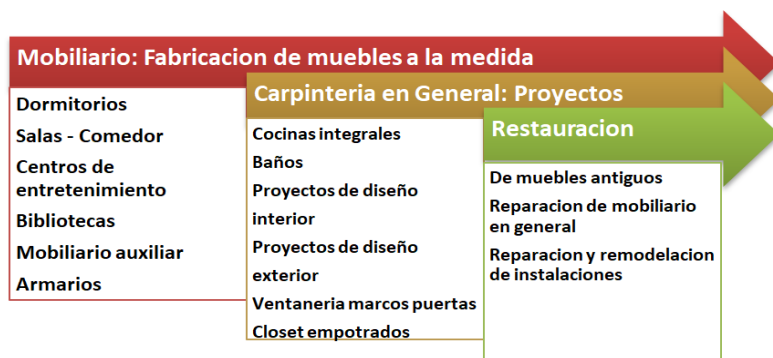 Mobiliario: Fabricacion de muebles a la medida
Dormitorios
Salas - Comedor
Centros de
entretenimiento
Bibliotecas
Mobiliario auxiliar
Armarios
Carpinteria en General: Proyectos
Cocinas integrales
Baños
Proyectos de diseño
interior
Proyectos de diseño
exterior
Ventaneria marcos puertas
Closet empotrados
Restauracion
De muebles antiguos
Reparacion de mobiliario
en general
Reparacion y remodelacion
de instalaciones